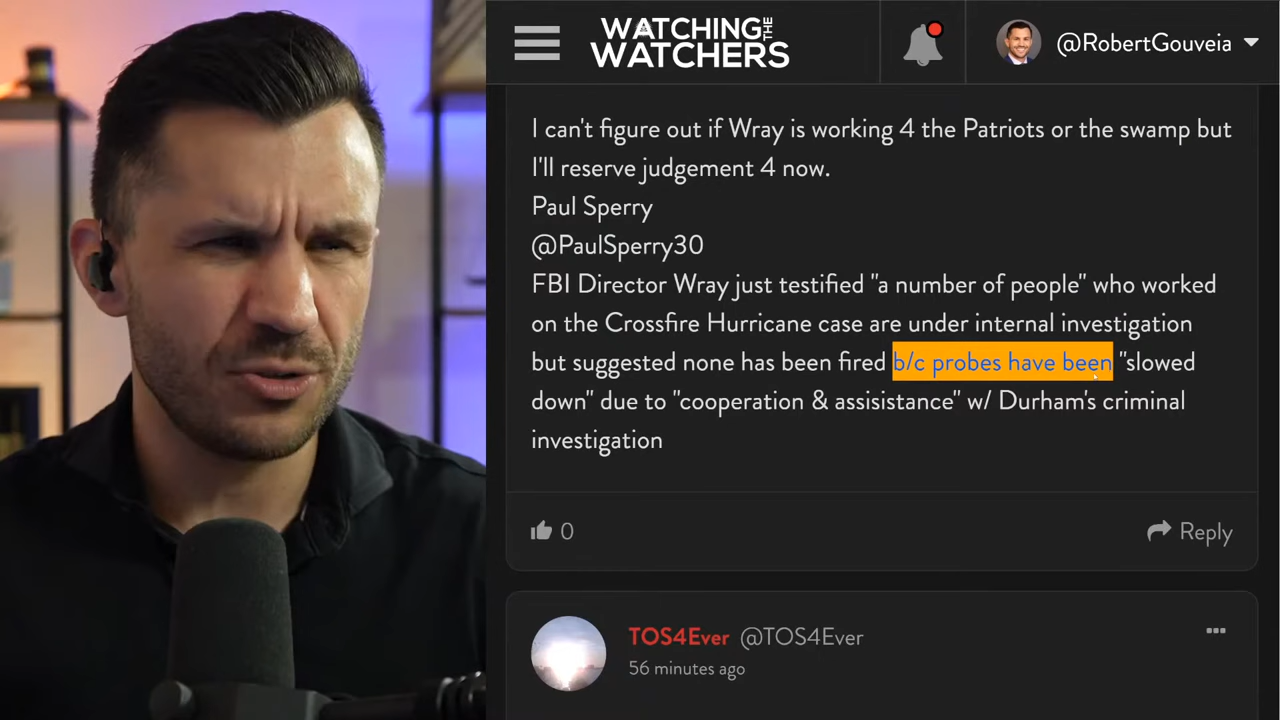 WATCHING THE
WATCHERS
@RobertGouveia
I can't figure out if Wray is working 4 the Patriots or the swamp but
I'll reserve judgement 4 now.
Paul Sperry
@PaulSperry30
FBI Director Wray just testified "a number of people" who worked
on the Crossfire Hurricane case are under internal investigation
but suggested none has been fired b/c probes have been "slowed
down" due to "cooperation & assisistance" w/ Durham's criminal
investigation
0
Reply
TOS4Ever @TOS4Ever
56 minutes ago